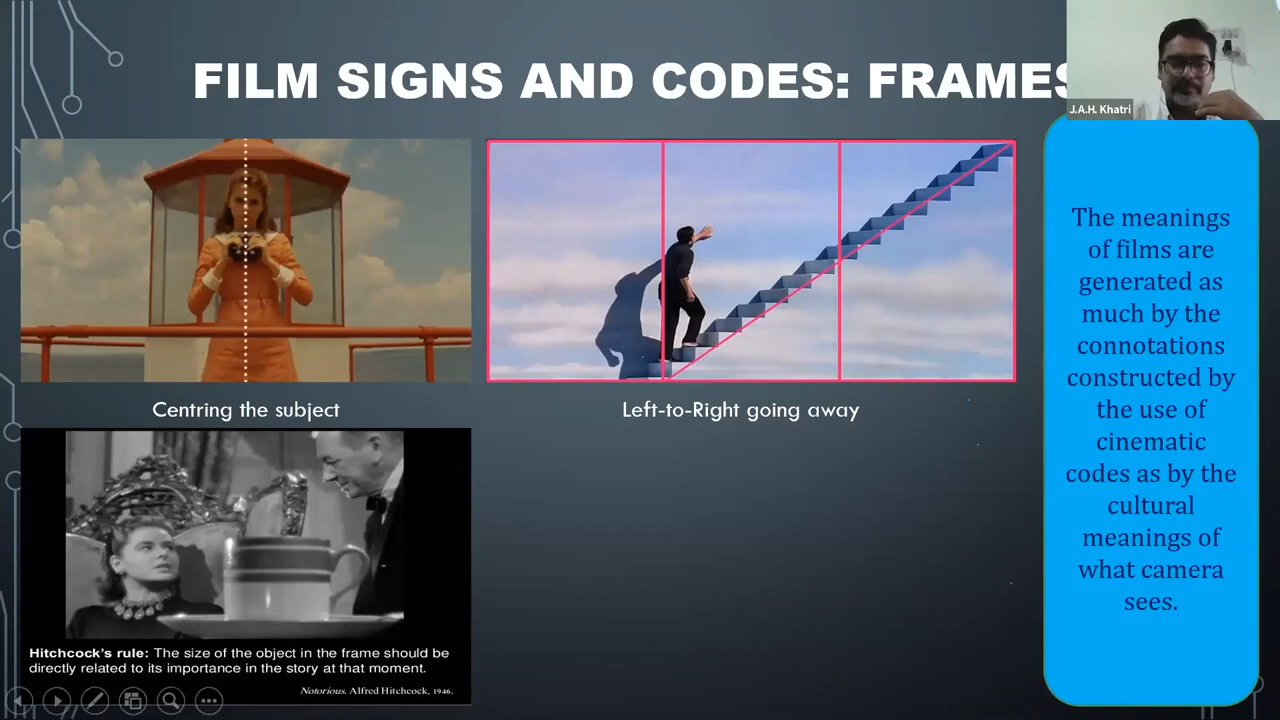 FILM SIGNS AND CODES: FRAMES
J.A.H. Khatri
Centring the subject
Left-to-Right going away
Hitchcock's rule: The size of the object in the frame should be
directly related to its importance in the story at that moment.
Notorious. Alfred Hitchcock, 1946.
The meanings
of films are
generated as
much by the
connotations
constructed by
the use of
cinematic
codes as by the
cultural
meanings of
what camera
sees.